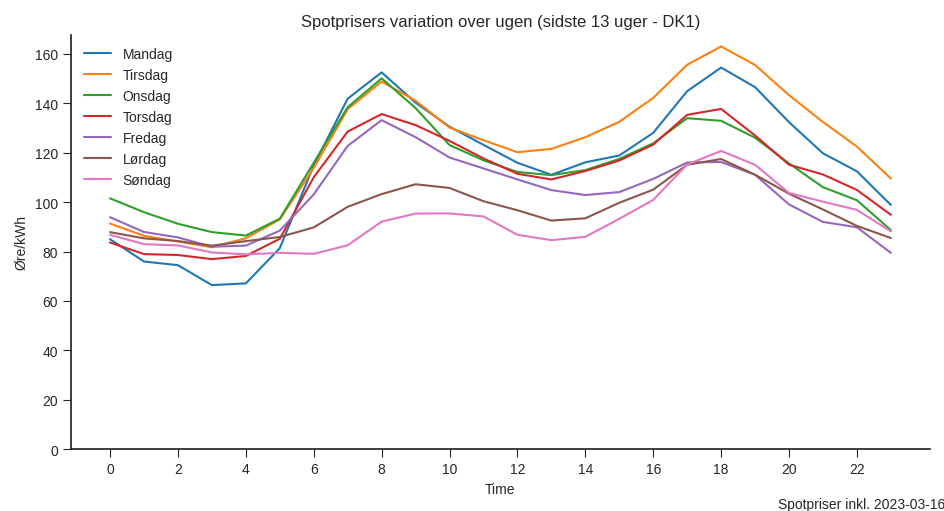 Spotprisers variation over ugen (sidste 13 uger - DK1)
Mandag
Tirsdag
Onsdag
Torsdag
Fredag
Lørdag
Søndag
Øre/kWh
160
140
120
100
80
60
40
20
0
0 2 4 6 8 10 12 14 16 18 20 22
Time
Spotpriser inkl. 2023-03-16